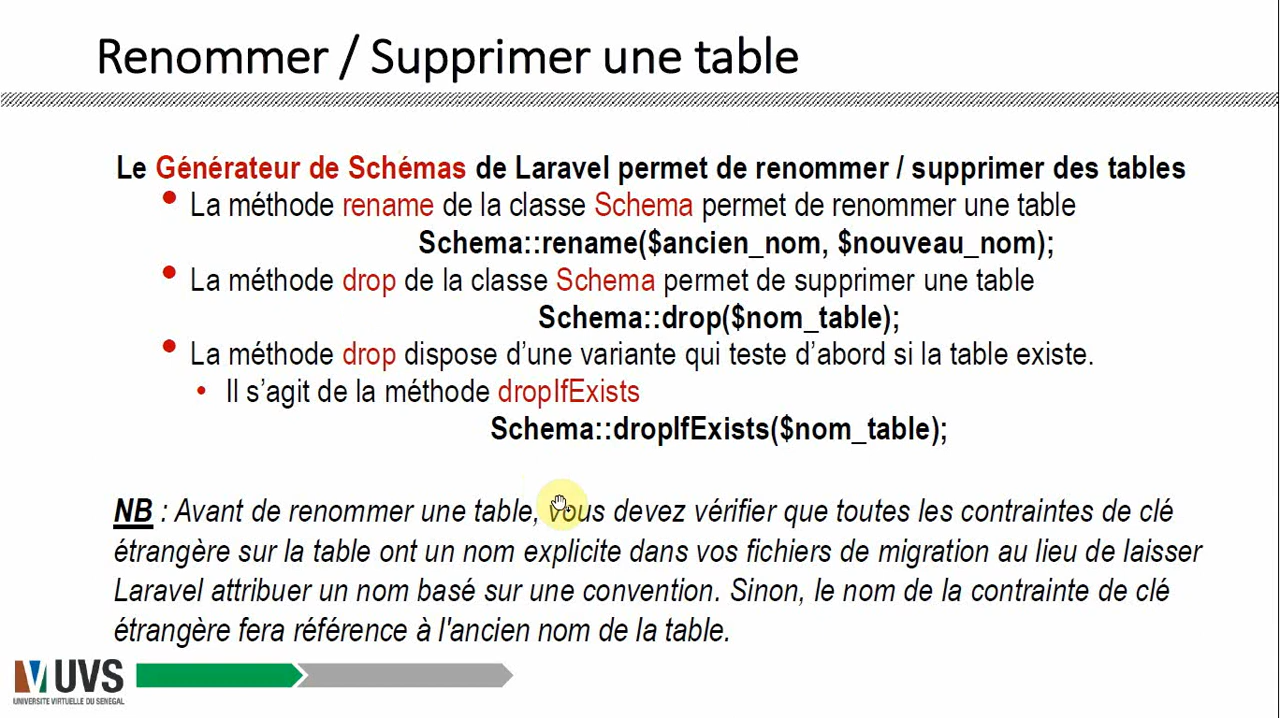 Renommer / Supprimer une table
Le Générateur de Schémas de Laravel permet de renommer / supprimer des tables
• La méthode rename de la classe Schema permet de renommer une table
Schema::rename($ancien_nom, $nouveau_nom);
• La méthode drop de la classe Schema permet de supprimer une table
Schema::drop($nom_table);
• La méthode drop dispose d’une variante qui teste d’abord si la table existe.
• Il s’agit de la méthode dropIfExists
Schema::dropIfExists($nom_table);
NB : Avant de renommer une table, vous devez vérifier que toutes les contraintes de clé
étrangère sur la table ont un nom explicite dans vos fichiers de migration au lieu de laisser
Laravel attribuer un nom basé sur une convention. Sinon, le nom de la contrainte de clé
étrangère fera référence à l'ancien nom de la table.
UVS
UNIVERSITE VIRTUELLE DU SENEGAL